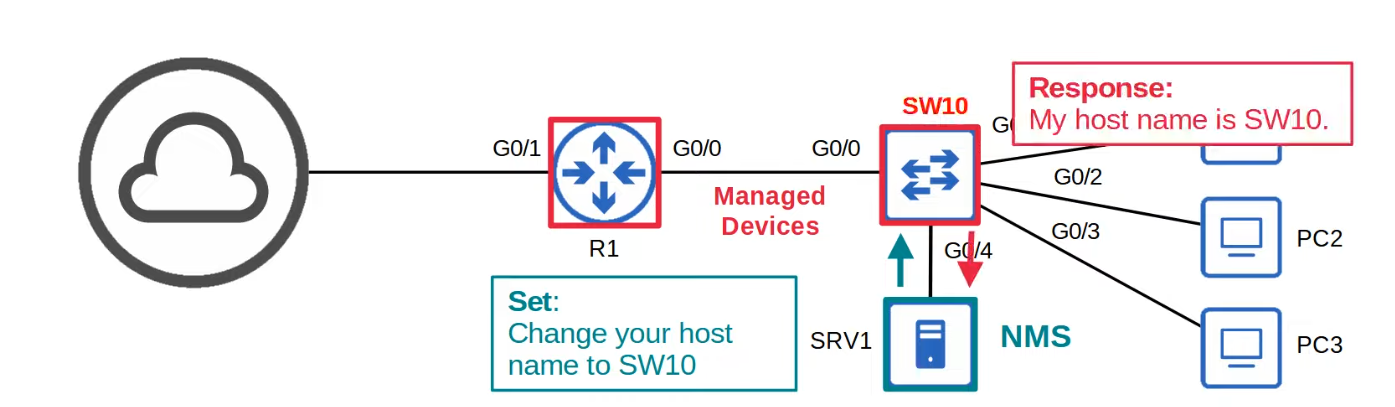 SW10
Response:
My host name is SW10.
G0/1
G0/0
G0/0
G0/2
Managed
Devices
G0/3
R1
G0/4
PC2
Set:
Change your host
name to SW10
SRV1
NMS
PC3